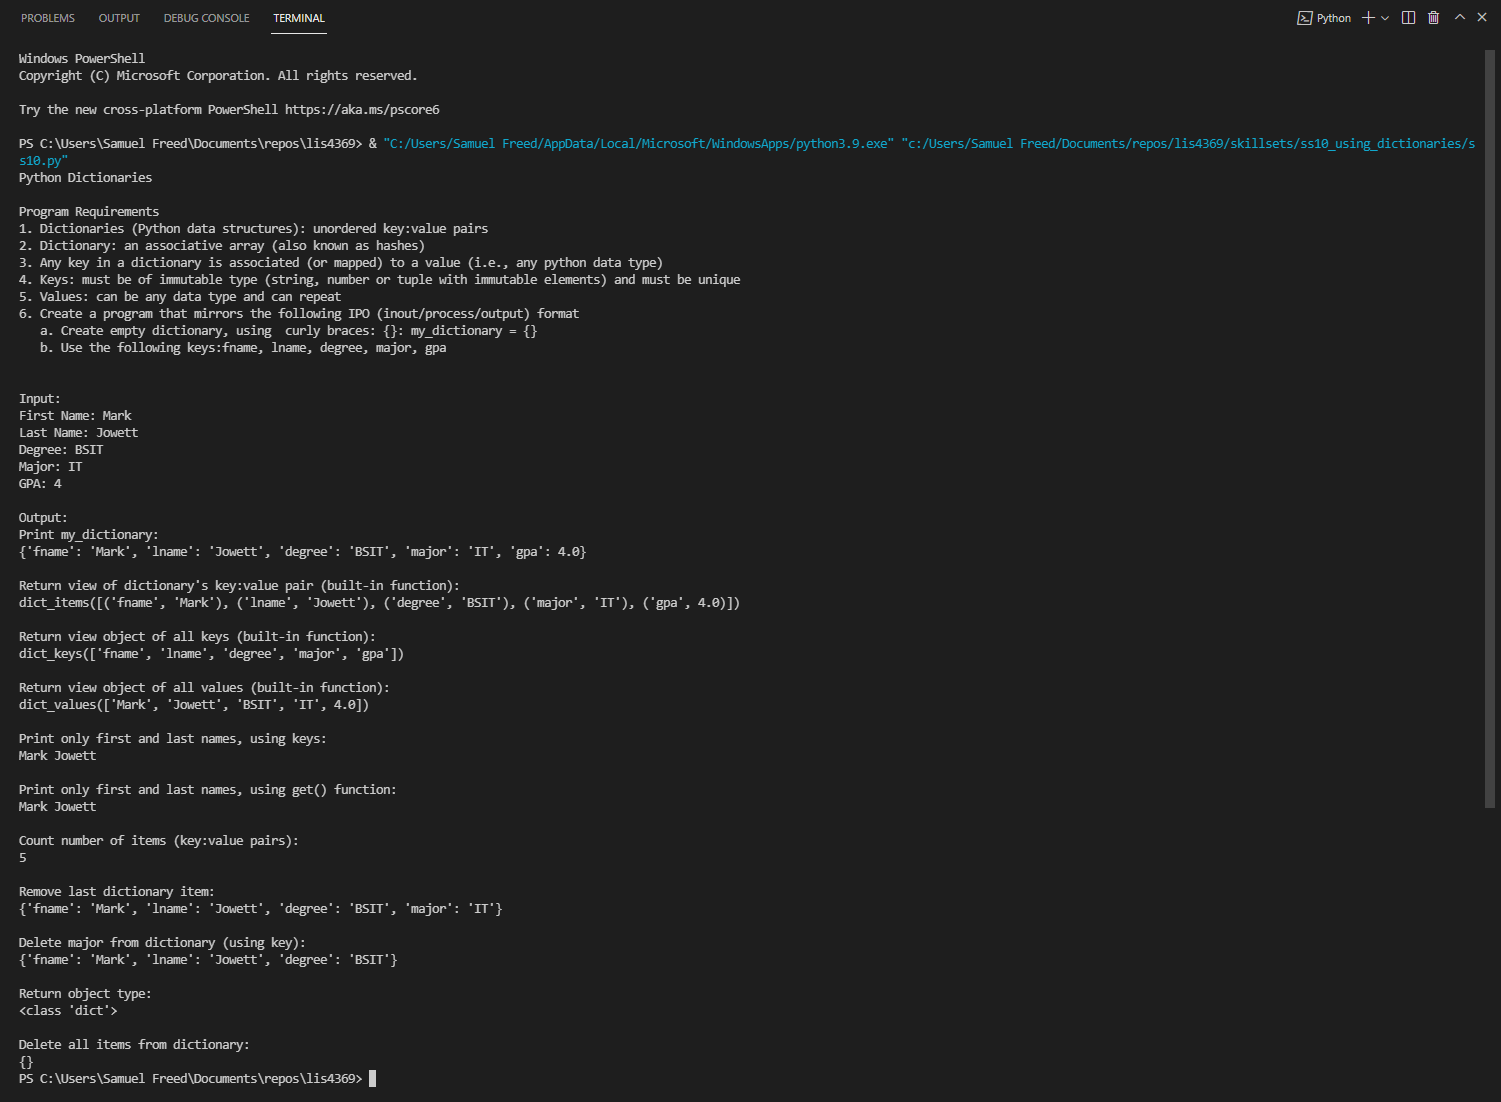 PROBLEMS OUTPUT DEBUG CONSOLE TERMINAL Python
Windows PowerShell
Copyright (C) Microsoft Corporation. All rights reserved.
Try the new cross-platform PowerShell https://aka.ms/pscore6
PS C:\Users\Samuel Freed\Documents\repos\lis4369> & "C:/Users/Samuel Freed/AppData/Local/Microsoft/WindowsApps/python3.9.exe" "c:/Users/Samuel Freed/Documents/repos/lis4369/skillsets/ss10_using_dictionaries/s
s10.py"
Python Dictionaries
Program Requirements
1. Dictionaries (Python data structures): unordered key:value pairs
2. Dictionary: an associative array (also known as hashes)
3. Any key in a dictionary is associated (or mapped) to a value (i.e., any python data type)
4. Keys: must be of immutable type (string, number or tuple with immutable elements) and must be unique
5. Values: can be any data type and can repeat
6. Create a program that mirrors the following IPO (inout/process/output) format
a. Create empty dictionary, using  curly braces: {}: my_dictionary = {}
b. Use the following keys:fname, lname, degree, major, gpa
Input:
First Name: Mark
Last Name: Jowett
Degree: BSIT
Major: IT
GPA: 4
Output:
Print my_dictionary:
{'fname': 'Mark', 'lname': 'Jowett', 'degree': 'BSIT', 'major': 'IT', 'gpa': 4.0}
Return view of dictionary's key:value pair (built-in function):
dict_items([('fname', 'Mark'), ('lname', 'Jowett'), ('degree', 'BSIT'), ('major', 'IT'), ('gpa', 4.0)])
Return view object of all keys (built-in function):
dict_keys(['fname', 'lname', 'degree', 'major', 'gpa'])
Return view object of all values (built-in function):
dict_values(['Mark', 'Jowett', 'BSIT', 'IT', 4.0])
Print only first and last names, using keys:
Mark Jowett
Print only first and last names, using get() function:
Mark Jowett
Count number of items (key:value pairs):
5
Remove last dictionary item:
{'fname': 'Mark', 'lname': 'Jowett', 'degree': 'BSIT', 'major': 'IT'}
Delete major from dictionary (using key):
{'fname': 'Mark', 'lname': 'Jowett', 'degree': 'BSIT'}
Return object type:
<class 'dict'>
Delete all items from dictionary:
{}
PS C:\Users\Samuel Freed\Documents\repos\lis4369>